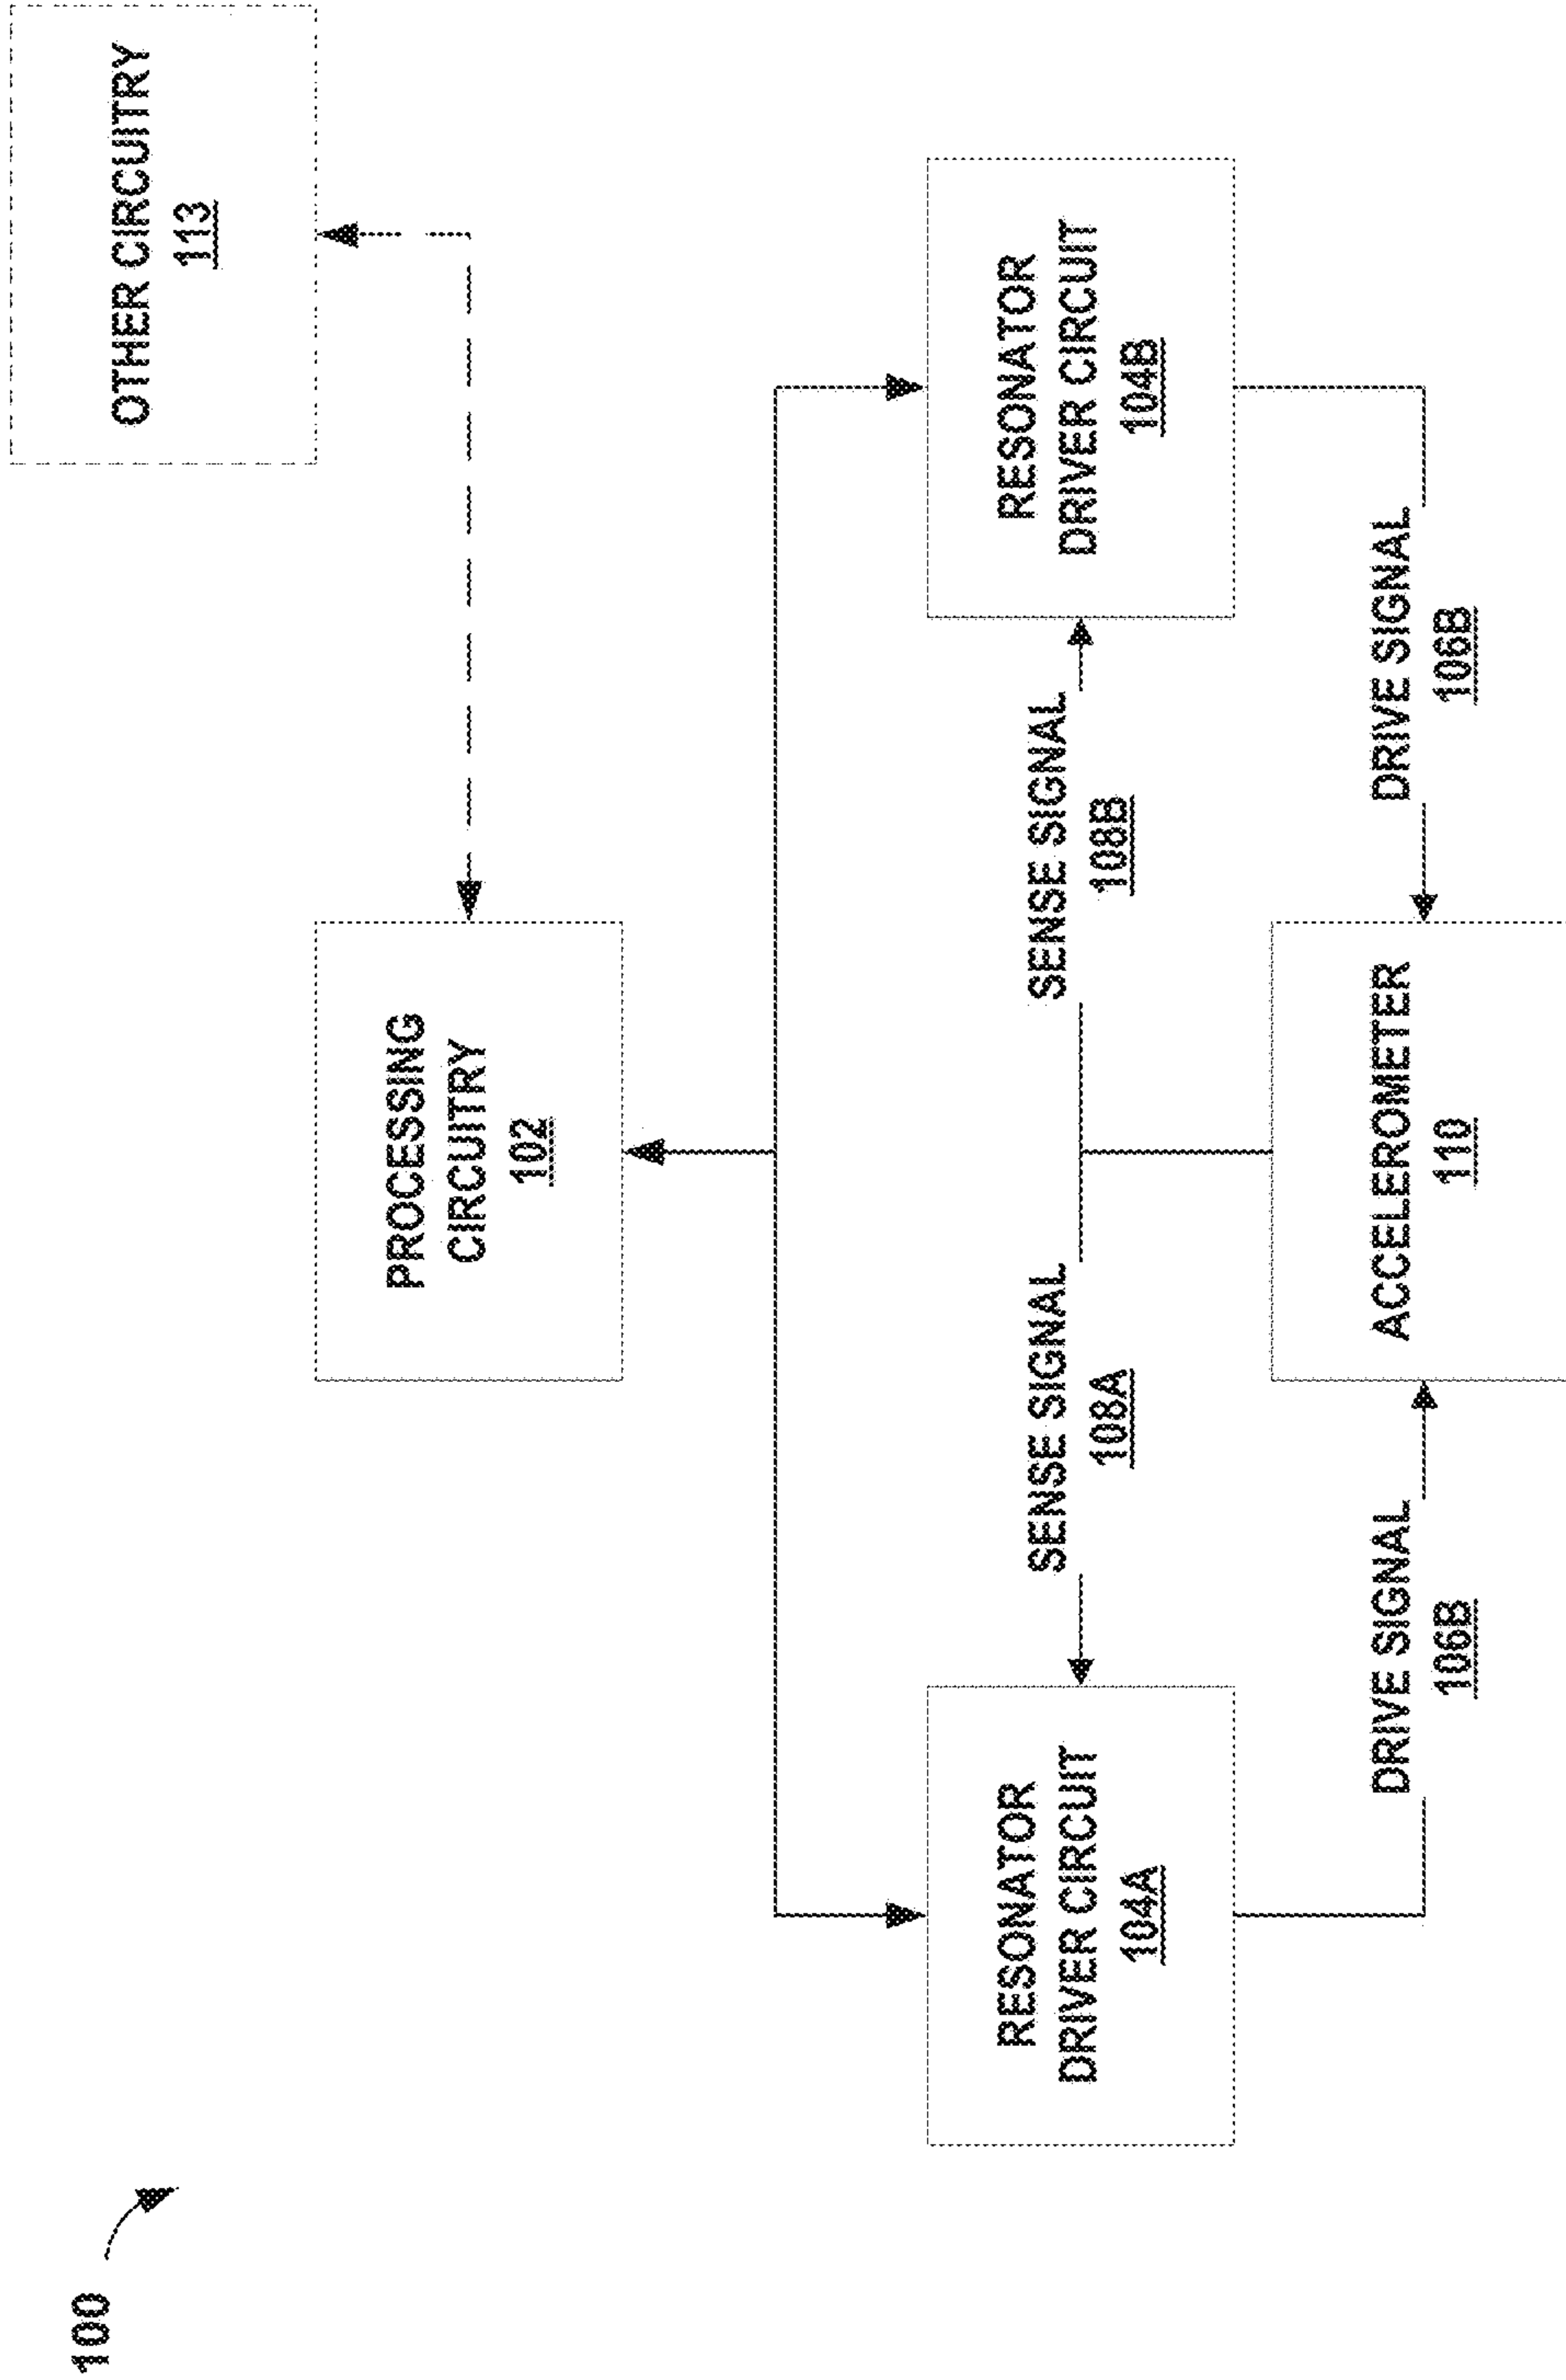 100
OTHER CIRCUITRY
113
PROCESSING
CIRCUITRY
102
RESONATOR
DRIVER CIRCUIT
104A
SENSE SIGNAL
108A
SENSE SIGNAL
108B
RESONATOR
DRIVER CIRCUIT
104B
DRIVE SIGNAL
106B
ACCELEROMETER
110
DRIVE SIGNAL
106B